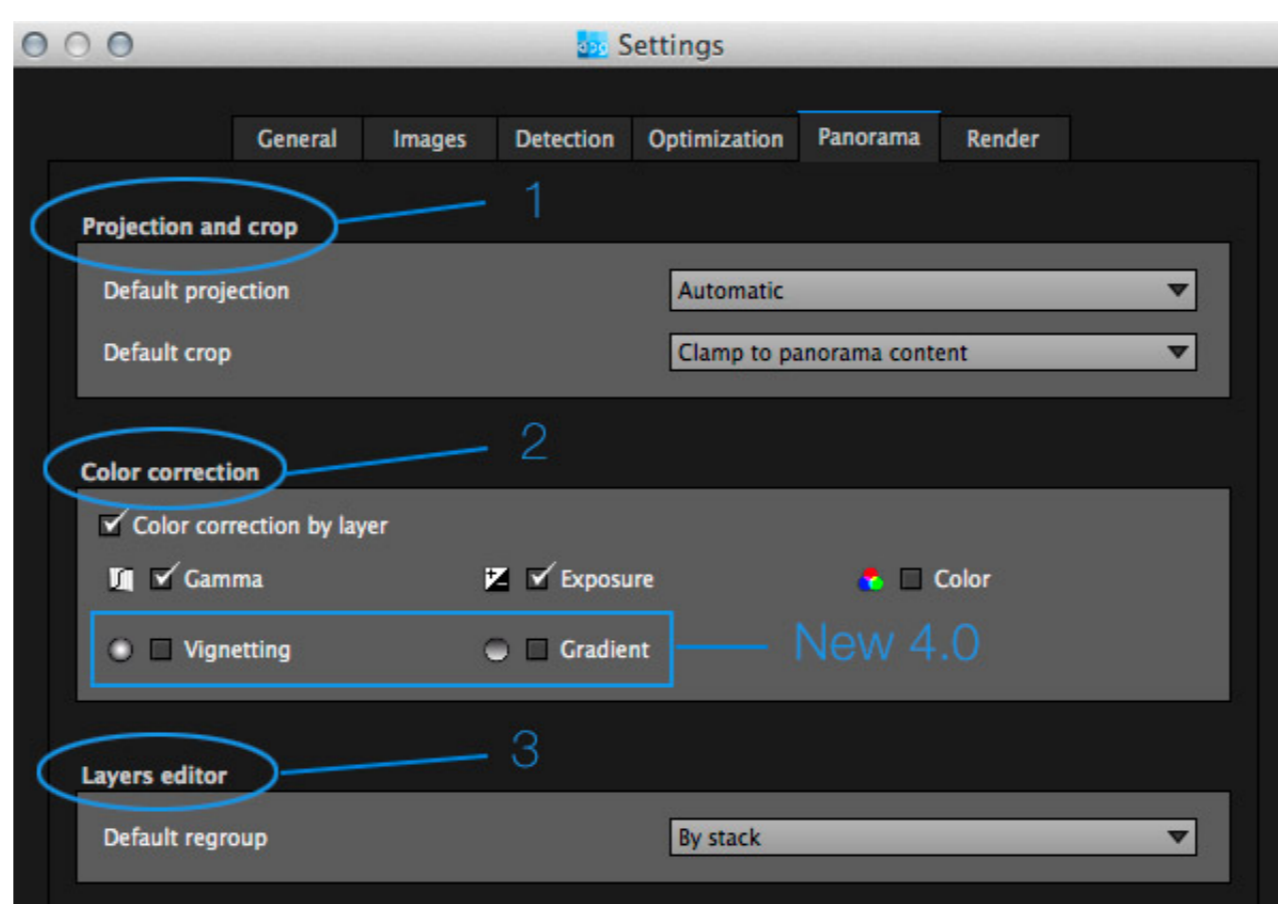 Settings
General Images Detection Optimization Panorama Render
1
Projection and crop
Default projection Automatic
Default crop Clamp to panorama content
2
Color correction
Color correction by layer
Gamma Exposure Color
Vignetting Gradient New 4.0
3
Layers editor
Default regroup By stack